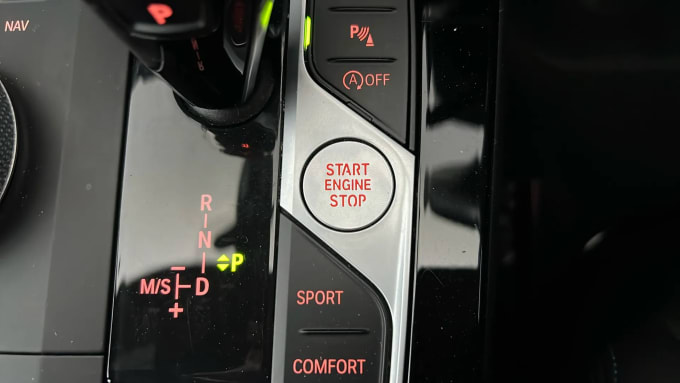 NAV
P
P
A OFF
START
ENGINE
STOP
R
N
P
M/S
D
−
+
SPORT
COMFORT